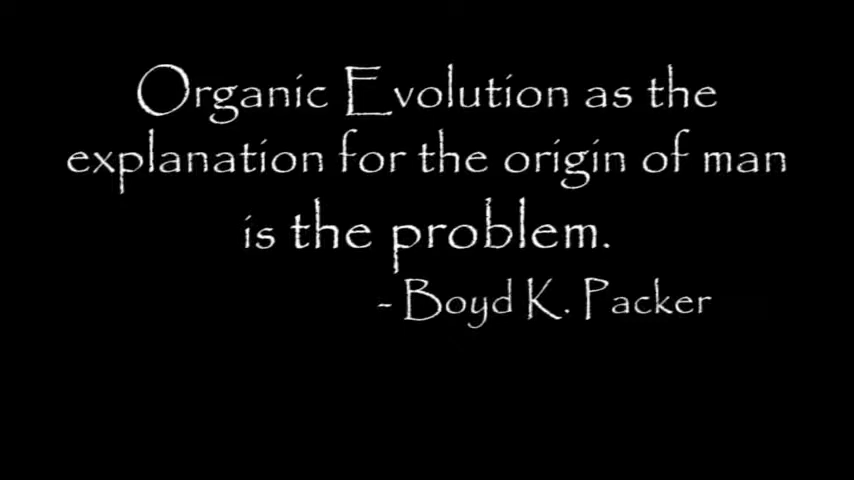 Organic Evolution as the
explanation for the origin of man
is the problem.
- Boyd K. Packer